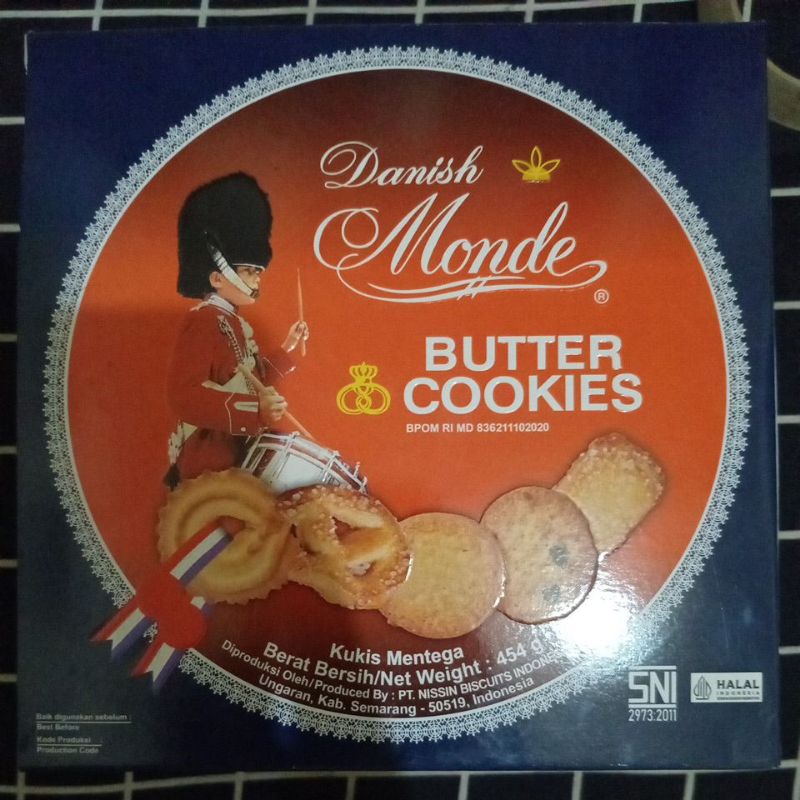 Danish
Monde
®
BUTTER
COOKIES
BPOM RI MD 836211102020
Kukis Mentega
Berat Bersih/Net Weight : 454 g
Diproduksi Oleh/Produced By : PT. NISSIN BISCUITS INDONE
Ungaran, Kab. Semarang - 50519, Indonesia
SNI
2973:2011
HALAL
INDONESIA
Baik digunakan sebelum :
Best Before
Kode Produksi :
Production Code